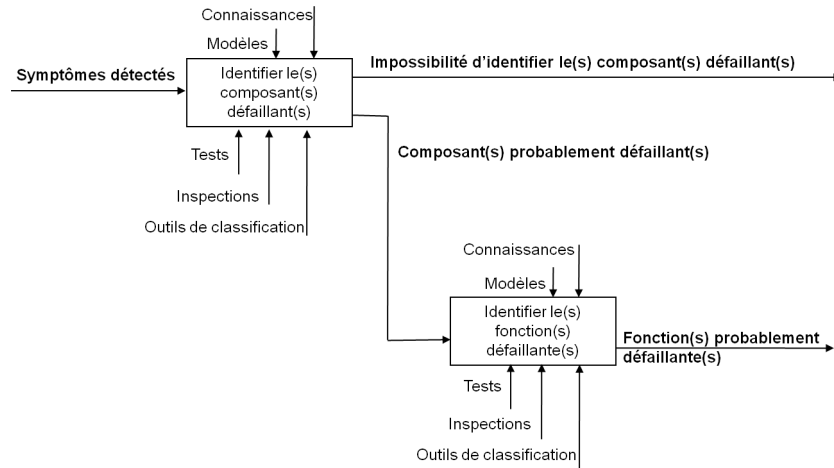 Connaissances
Modèles
Symptômes détectés
Identifier le(s)
composant(s)
défaillant(s)
Impossibilité d'identifier le(s) composant(s) défaillant(s)
Tests
Inspections
Outils de classification
Composant(s) probablement défaillant(s)
Connaissances
Modèles
Identifier le(s)
fonction(s)
défaillante(s)
Fonction(s) probablement
défaillante(s)
Tests
Inspections
Outils de classification